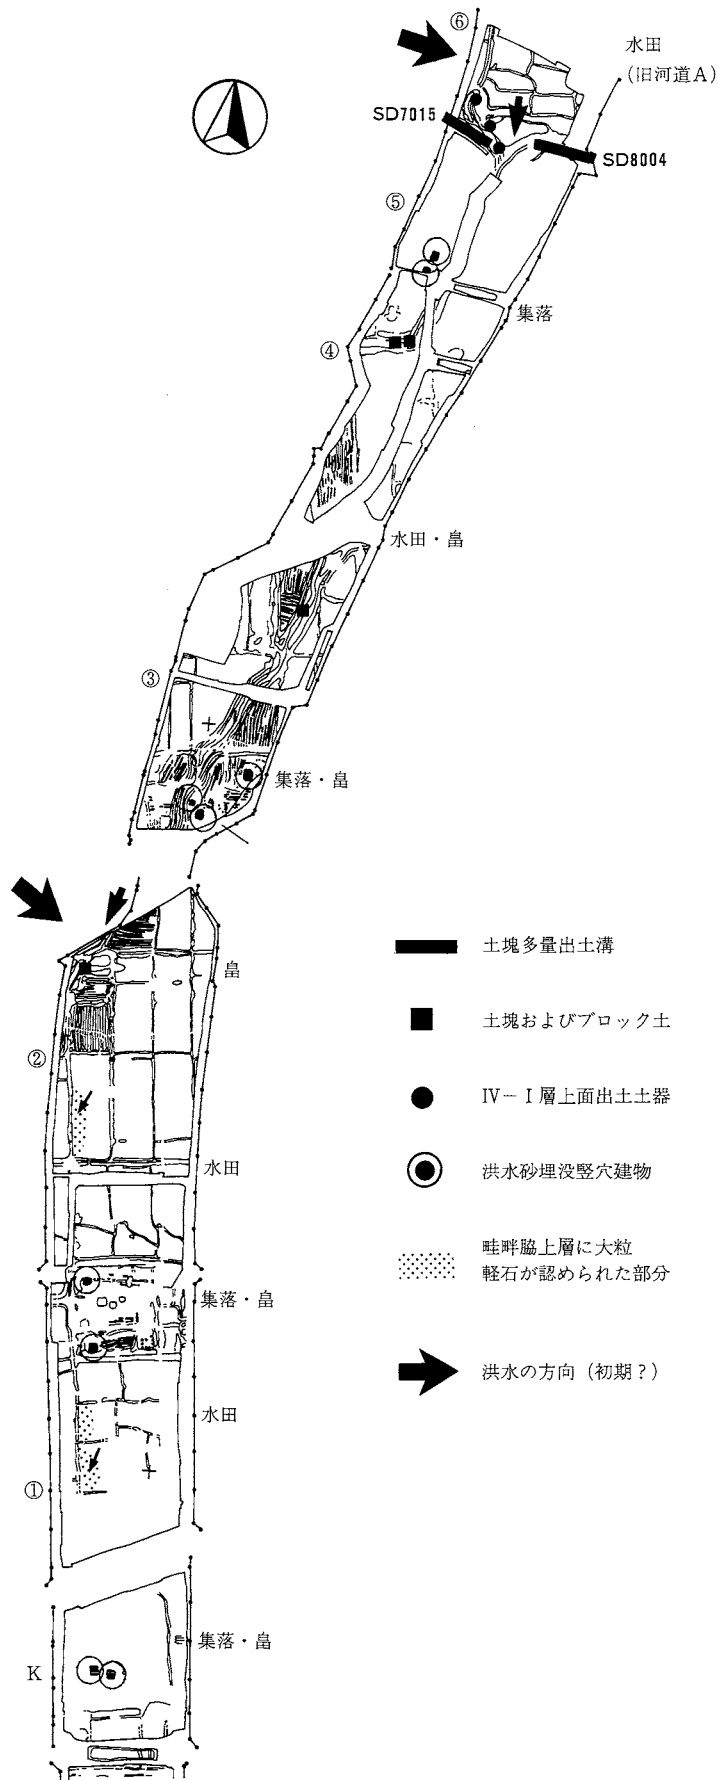 ⑥
水田
(旧河道A)
SD7015
SD8004
⑤
集落
④
水田・畠
③
集落・畠
畠
②
水田
集落・畠
水田
①
集落・畠
K
土塊多量出土溝
土塊およびブロック土
Ⅳ－Ⅰ層上面出土土器
洪水砂埋没竪穴建物
畦畔脇上層に大粒
軽石が認められた部分
洪水の方向（初期？）